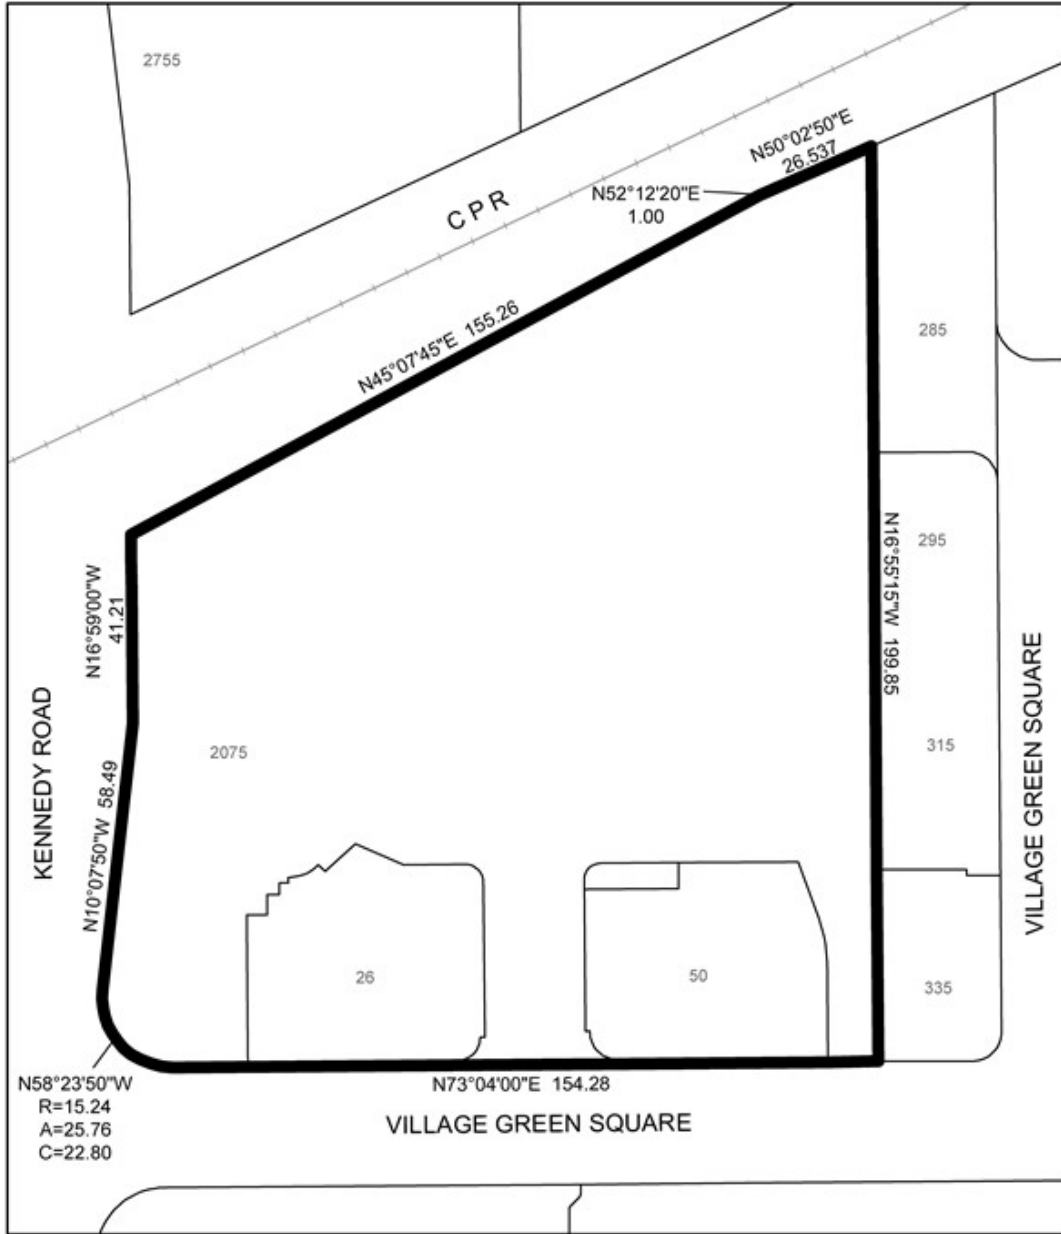 2755
N50°02'50"E
26.537
N52°12'20"E
1.00
CPR
285
N45°07'45"E 155.26
N16°59'00"W
41.21
N16°55'15"W 199.85
295
KENNEDY ROAD
2075
315
VILLAGE GREEN SQUARE
N10°07'50"W 58.49
26
50
335
N58°23'50"W
R=15.24
A=25.76
C=22.80
N73°04'00"E 154.28
VILLAGE GREEN SQUARE